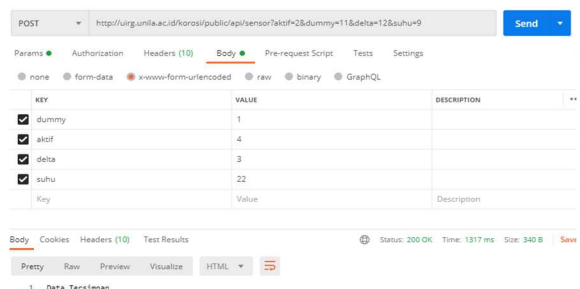 POST http://uirg.unila.ac.id/korosi/public/api/sensor?aktif=2&dummy=11&delta=12&suhu=9 Send
Params Authorization Headers (10) Body Pre-request Script Tests Settings
none form-data x-www-form-urlencoded raw binary GraphQL
KEY VALUE DESCRIPTION
dummy 1
aktif 4
delta 3
suhu 22
Key Value Description
Body Cookies Headers (10) Test Results Status: 200 OK Time: 1317 ms Size: 340 B Save
Pretty Raw Preview Visualize HTML
1 Data Tersimpan